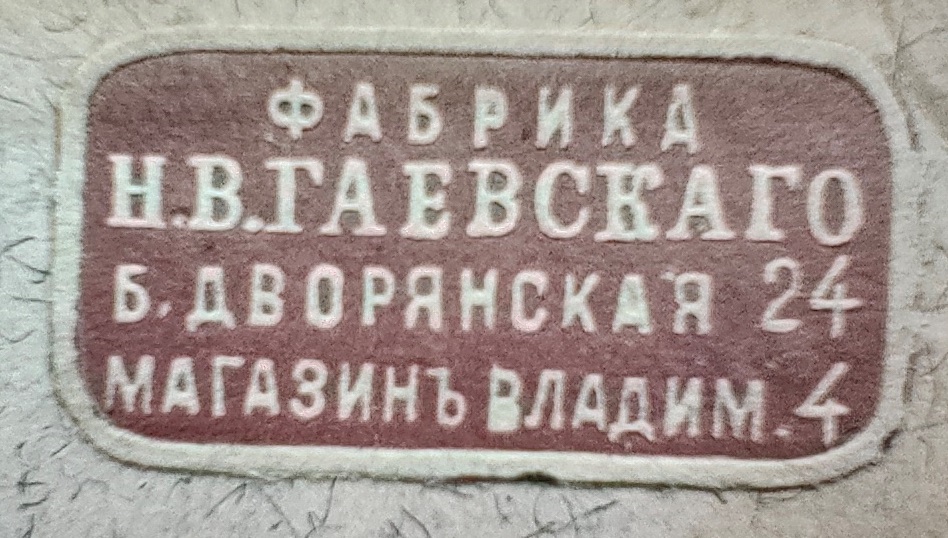 ФАБРИКА
Н.В.ГАЕВСКАГО
Б. ДВОРЯНСКАЯ 24
МАГАЗИНЪ ВЛАДИМ. 4